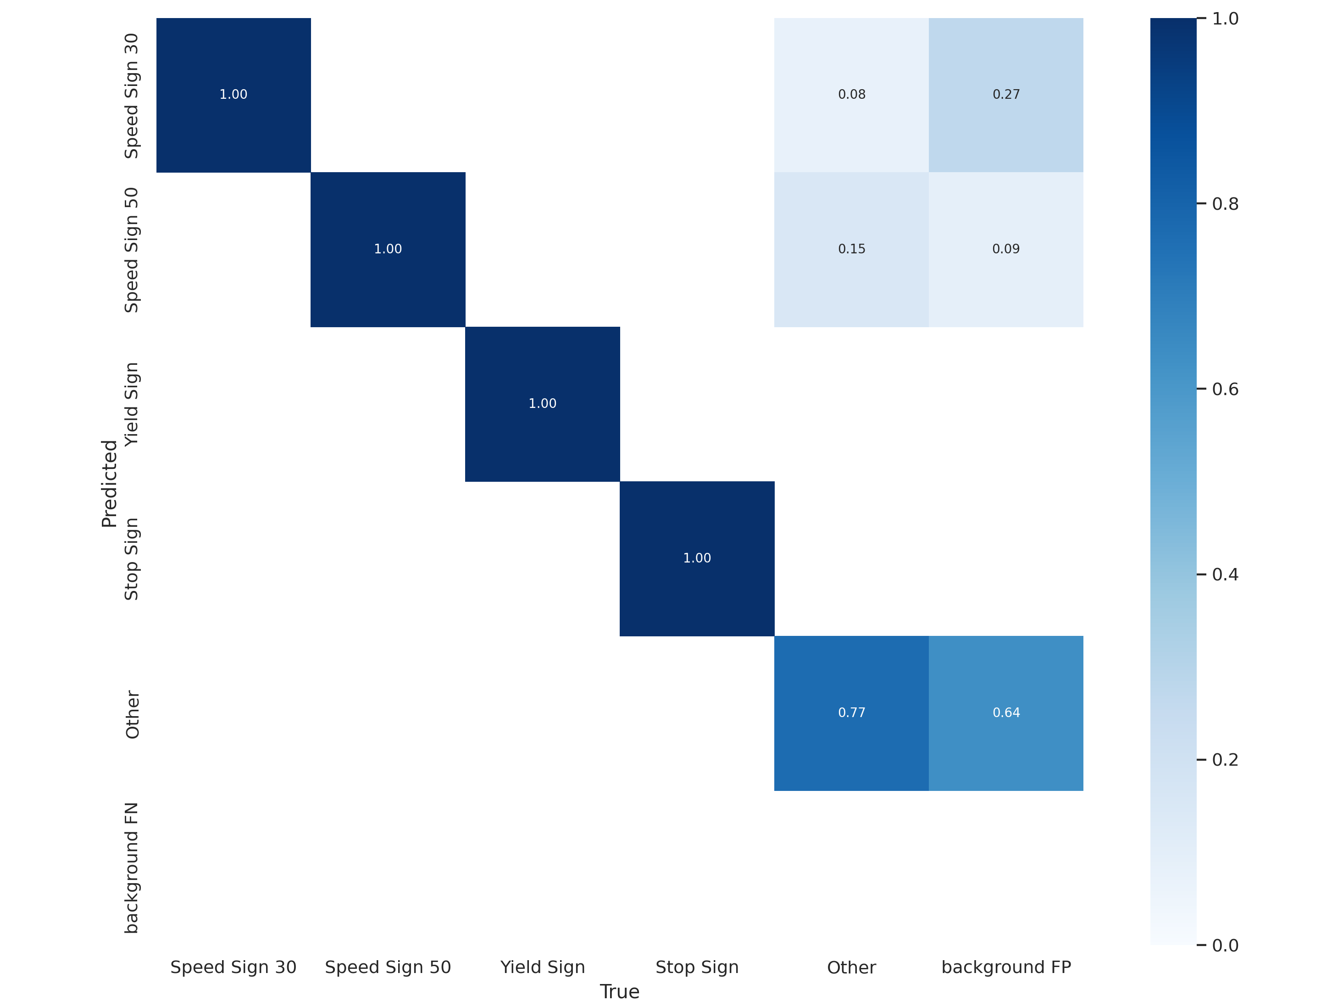 Predicted
Speed Sign 30
Speed Sign 50
Yield Sign
Stop Sign
Other
background FN
1.00 0.08 0.27
1.00 0.15 0.09
1.00
1.00
0.77 0.64
Speed Sign 30 Speed Sign 50 Yield Sign Stop Sign Other background FP
True
1.0
0.8
0.6
0.4
0.2
0.0